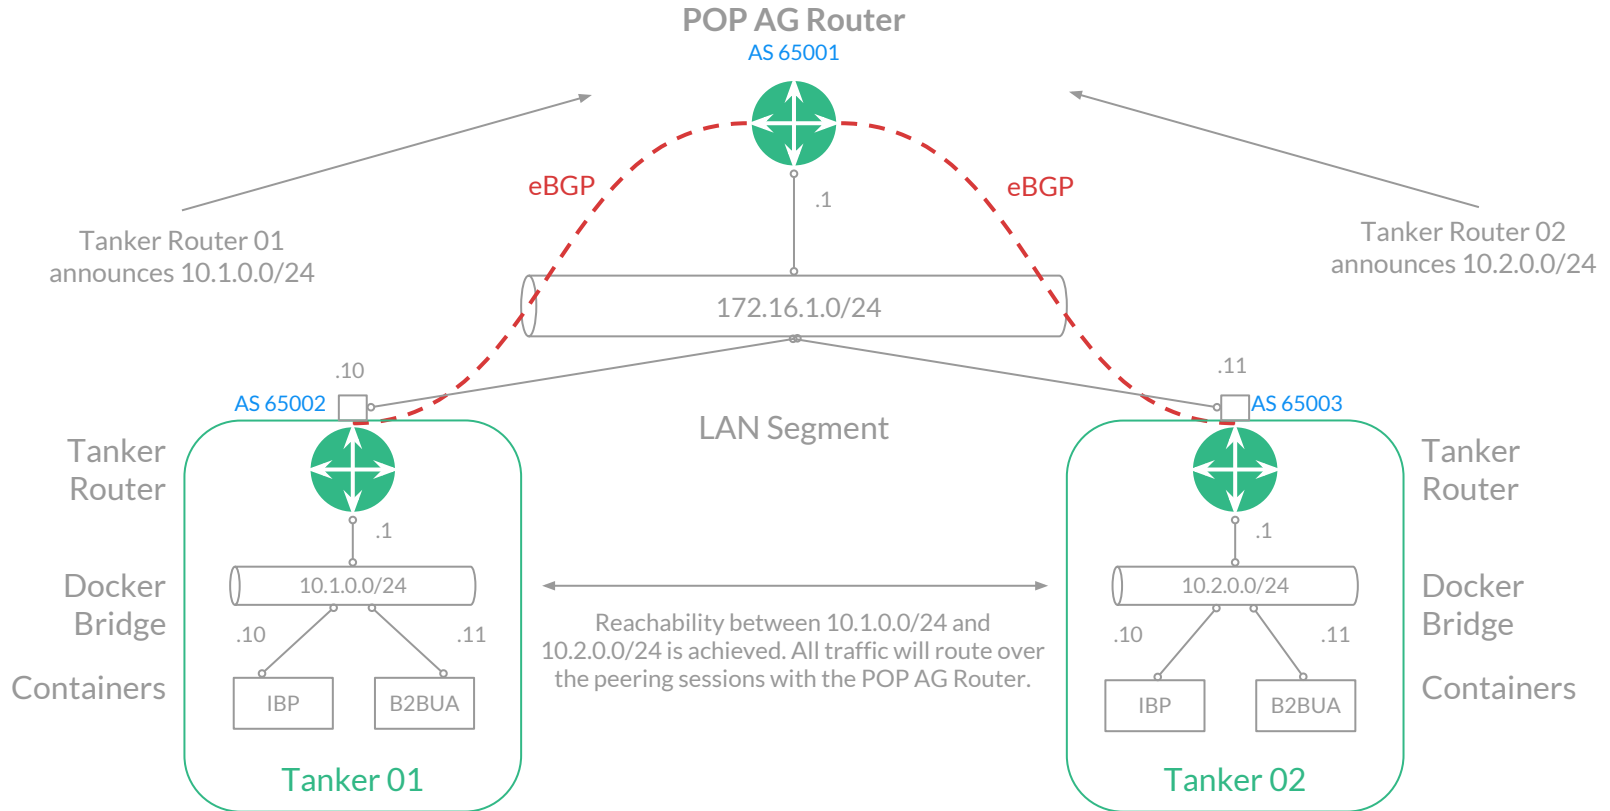 POP AG Router
AS 65001
eBGP
eBGP
.1
Tanker Router 01
announces 10.1.0.0/24
Tanker Router 02
announces 10.2.0.0/24
172.16.1.0/24
.10
.11
AS 65002
AS 65003
LAN Segment
Tanker
Router
Tanker
Router
.1
.1
Docker
Bridge
10.1.0.0/24
10.2.0.0/24
Docker
Bridge
.10
.11
Reachability between 10.1.0.0/24 and
10.2.0.0/24 is achieved. All traffic will route over
the peering sessions with the POP AG Router.
.10
.11
Containers
IBP
B2BUA
IBP
B2BUA
Containers
Tanker 01
Tanker 02